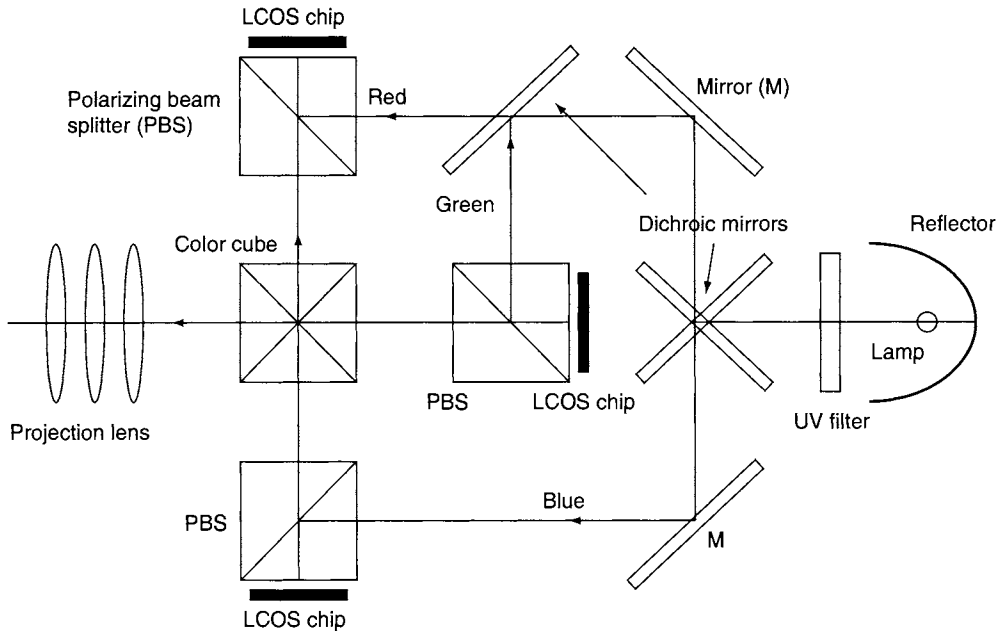 LCOS chip
Polarizing beam
splitter (PBS)
Red
Mirror (M)
Green
Dichroic mirrors
Reflector
Color cube
Lamp
Projection lens
PBS
LCOS chip
UV filter
PBS
Blue
M
LCOS chip